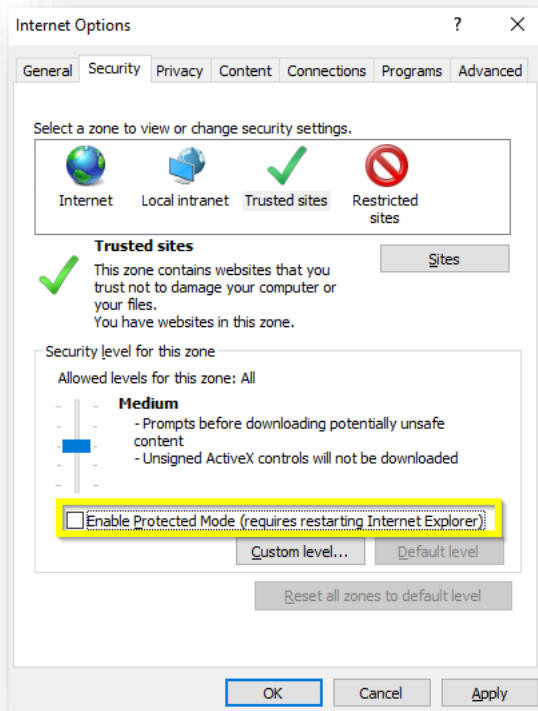 Internet Options
? X
General Security Privacy Content Connections Programs Advanced
Select a zone to view or change security settings.
Internet Local intranet Trusted sites Restricted
sites
Trusted sites
Sites
This zone contains websites that you
trust not to damage your computer or
your files.
You have websites in this zone.
Security level for this zone
Allowed levels for this zone: All
Medium
- Prompts before downloading potentially unsafe
content
- Unsigned ActiveX controls will not be downloaded
Enable Protected Mode (requires restarting Internet Explorer)
Custom level... Default level
Reset all zones to default level
OK Cancel Apply